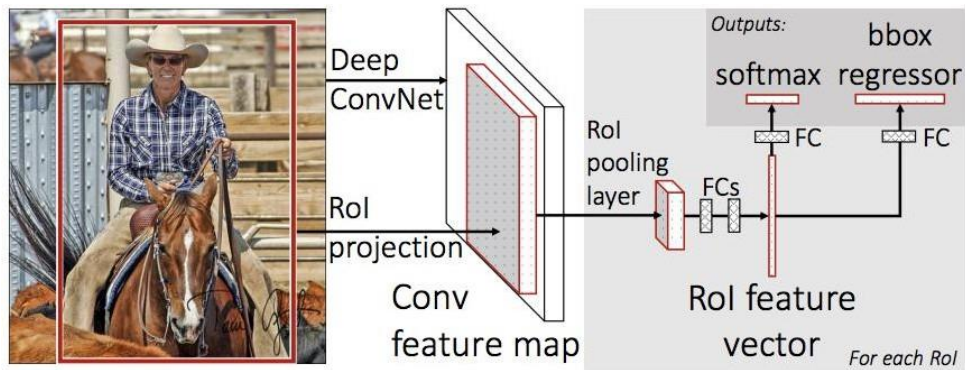 Deep
ConvNet
RoI
projection
Conv
feature map
RoI
pooling
layer
FCs
RoI feature
vector
Outputs:
softmax
bbox
regressor
FC
FC
For each RoI